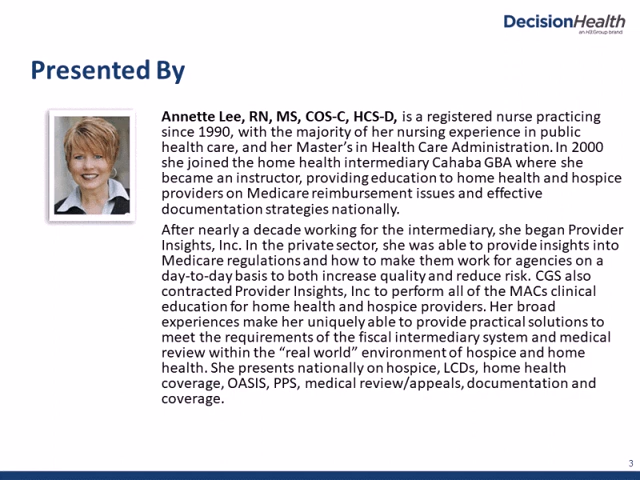 DecisionHealth
an H3.Group brand
Presented By
Annette Lee, RN, MS, COS-C, HCS-D, is a registered nurse practicing
since 1990, with the majority of her nursing experience in public
health care, and her Master's in Health Care Administration. In 2000
she joined the home health intermediary Cahaba GBA where she
became an instructor, providing education to home health and hospice
providers on Medicare reimbursement issues and effective
documentation strategies nationally.
After nearly a decade working for the intermediary, she began Provider
Insights, Inc. In the private sector, she was able to provide insights into
Medicare regulations and how to make them work for agencies on a
day-to-day basis to both increase quality and reduce risk. CGS also
contracted Provider Insights, Inc to perform all of the MACs clinical
education for home health and hospice providers. Her broad
experiences make her uniquely able to provide practical solutions to
meet the requirements of the fiscal intermediary system and medical
review within the “real world” environment of hospice and home
health. She presents nationally on hospice, LCDs, home health
coverage, OASIS, PPS, medical review/appeals, documentation and
coverage.
3